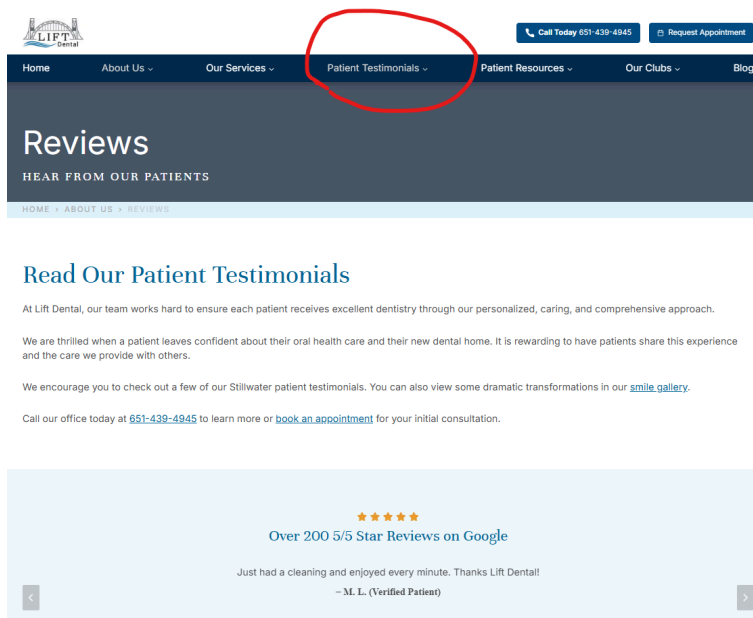 LIFT
Dental
Call Today 651-439-4945
Request Appointment
Home About Us Our Services Patient Testimonials Patient Resources Our Clubs Blog
Reviews
HEAR FROM OUR PATIENTS
HOME › ABOUT US › REVIEWS
Read Our Patient Testimonials
At Lift Dental, our team works hard to ensure each patient receives excellent dentistry through our personalized, caring, and comprehensive approach.
We are thrilled when a patient leaves confident about their oral health care and their new dental home. It is rewarding to have patients share this experience
and the care we provide with others.
We encourage you to check out a few of our Stillwater patient testimonials. You can also view some dramatic transformations in our smile gallery.
Call our office today at 651-439-4945 to learn more or book an appointment for your initial consultation.
Over 200 5/5 Star Reviews on Google
Just had a cleaning and enjoyed every minute. Thanks Lift Dental!
– M. L. (Verified Patient)